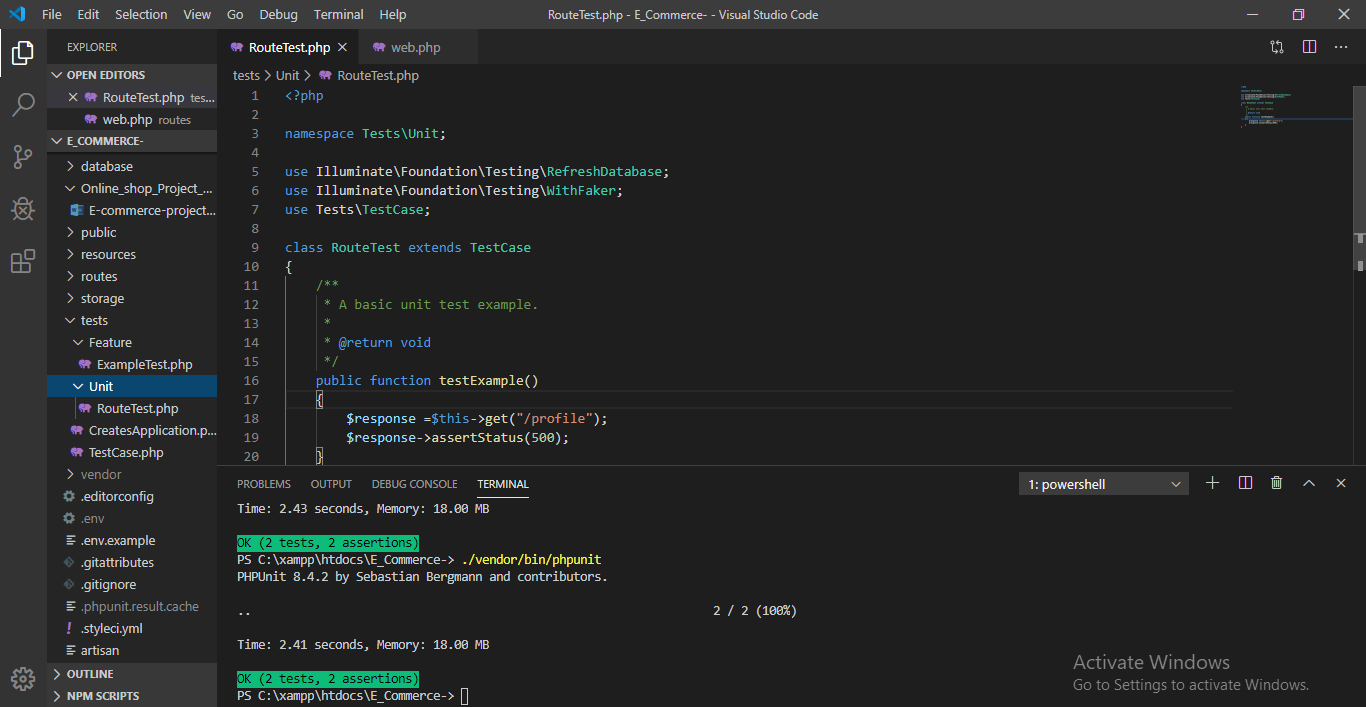 File Edit Selection View Go Debug Terminal Help RouteTest.php - E_Commerce- - Visual Studio Code
EXPLORER
OPEN EDITORS
RouteTest.php tes...
web.php routes
E_COMMERCE-
database
Online_shop_Project_...
E-commerce-project...
public
resources
routes
storage
tests
Feature
ExampleTest.php
Unit
RouteTest.php
CreatesApplication.p...
TestCase.php
vendor
.editorconfig
.env
.env.example
.gitattributes
.gitignore
.phpunit.result.cache
.styleci.yml
artisan
OUTLINE
NPM SCRIPTS
RouteTest.php web.php
tests > Unit > RouteTest.php
1 <?php
2
3 namespace Tests\Unit;
4
5 use Illuminate\Foundation\Testing\RefreshDatabase;
6 use Illuminate\Foundation\Testing\WithFaker;
7 use Tests\TestCase;
8
9 class RouteTest extends TestCase
10 {
11 /**
12 * A basic unit test example.
13 *
14 * @return void
15 */
16 public function testExample()
17 {
18 $response =$this->get("/profile");
19 $response->assertStatus(500);
20 }
PROBLEMS OUTPUT DEBUG CONSOLE TERMINAL 1: powershell
Time: 2.43 seconds, Memory: 18.00 MB
OK (2 tests, 2 assertions)
PS C:\xampp\htdocs\E_Commerce-> ./vendor/bin/phpunit
PHPUnit 8.4.2 by Sebastian Bergmann and contributors.
.. 2 / 2 (100%)
Time: 2.41 seconds, Memory: 18.00 MB
OK (2 tests, 2 assertions)
PS C:\xampp\htdocs\E_Commerce->
Activate Windows
Go to Settings to activate Windows.